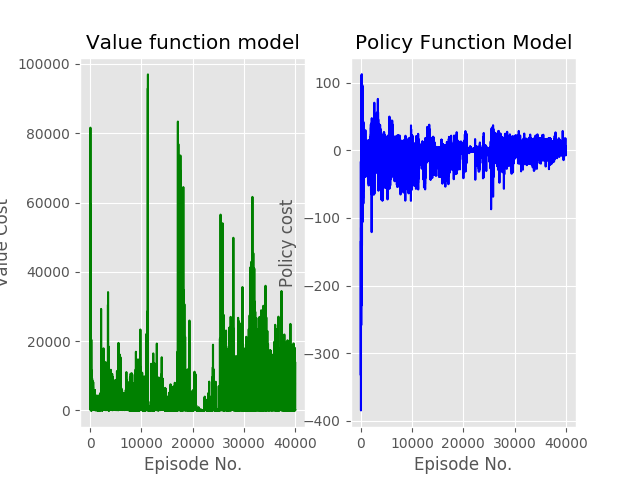 Value function model
Policy Function Model
100000
80000
60000
40000
20000
0
Value Cost
0 10000 20000 30000 40000
Episode No.
100
0
−100
−200
−300
−400
Policy cost
0 10000 20000 30000 40000
Episode No.